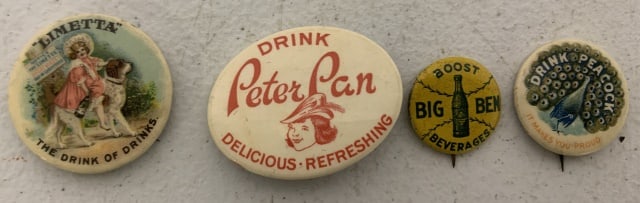 "LIMETTA"
THE DRINK OF DRINKS.
DRINK
Peter Pan
DELICIOUS · REFRESHING
BOOST
BIG BEN
BEVERAGES
DRINK PEACOCK
IT MAKES YOU PROUD